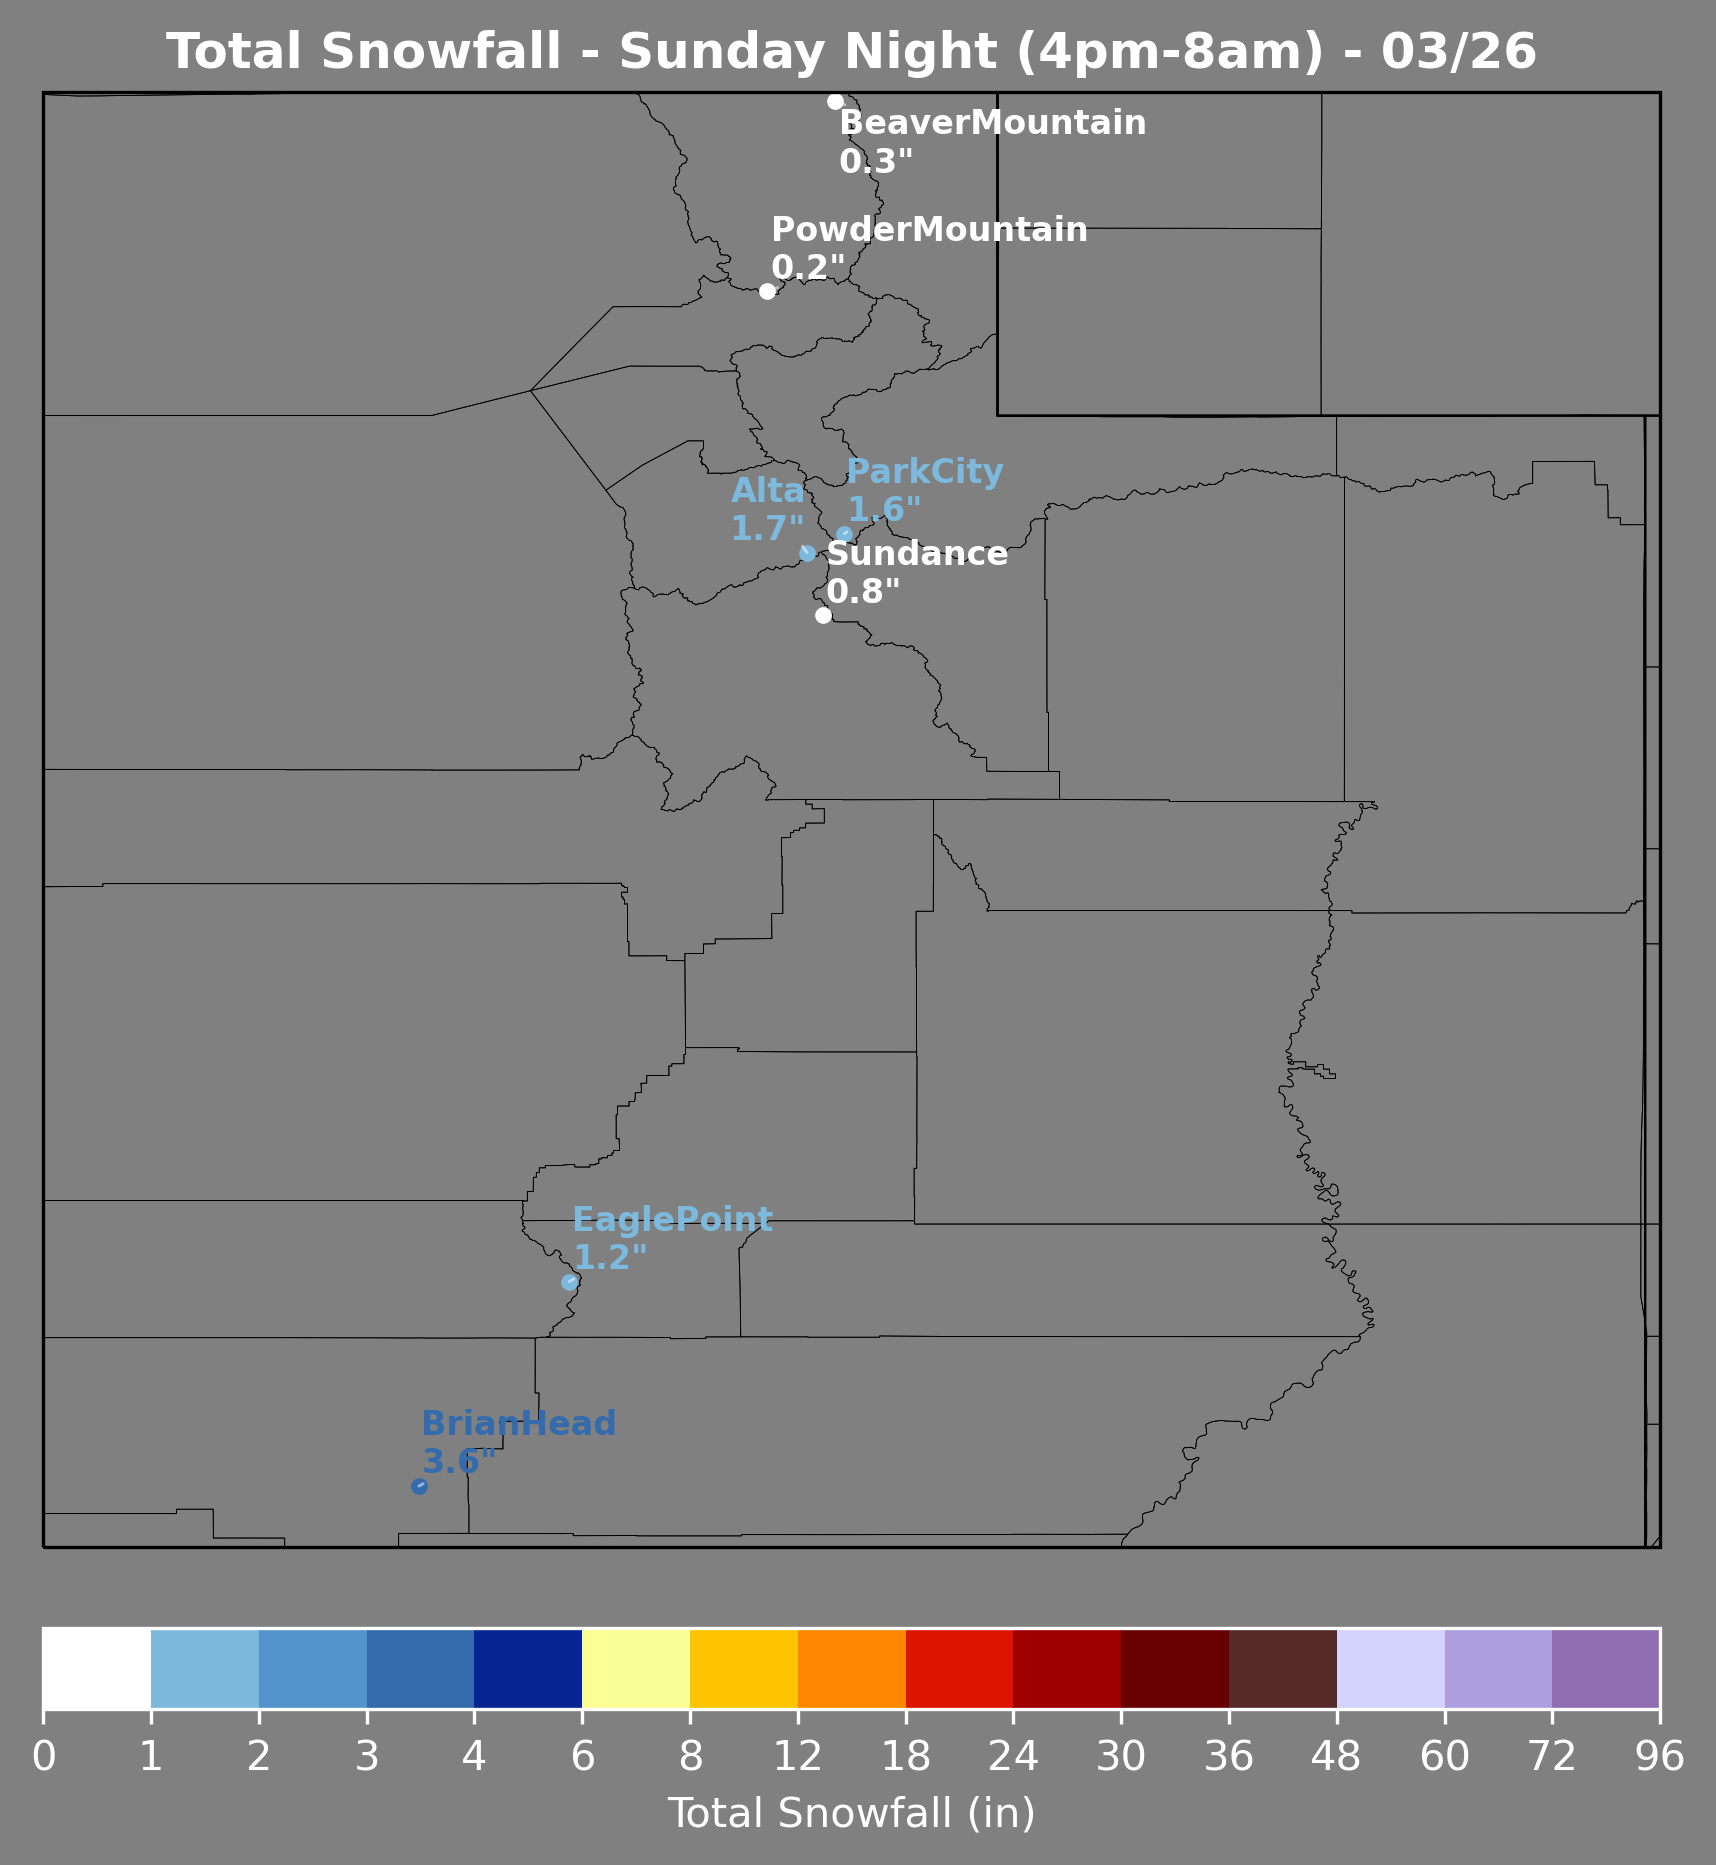 Total Snowfall - Sunday Night (4pm-8am) - 03/26
BeaverMountain
0.3"
PowderMountain
0.2"
ParkCity
1.6"
Alta
1.7"
Sundance
0.8"
EaglePoint
1.2"
BrianHead
3.6"
0 1 2 3 4 6 8 12 18 24 30 36 48 60 72 96
Total Snowfall (in)